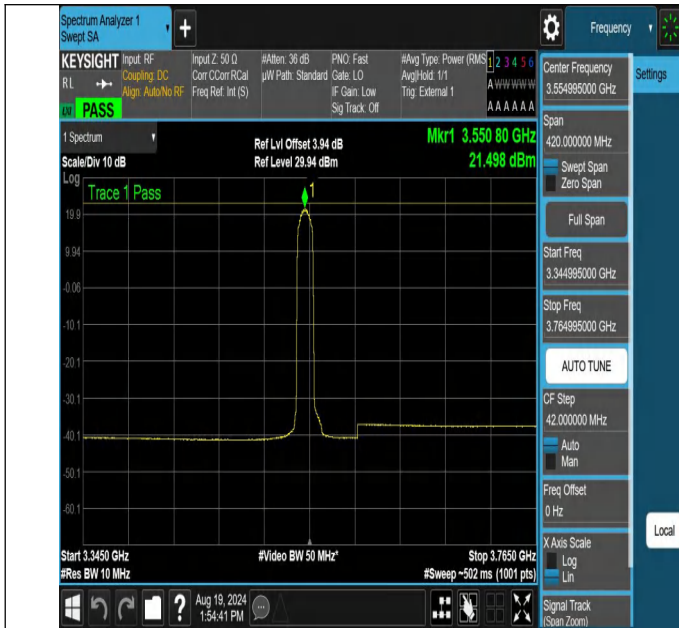 Spectrum Analyzer 1
Swept SA
+
Frequency
KEYSIGHT
RL
LXI
PASS
Input: RF
Coupling: DC
Align: Auto/No RF
Input Z: 50 Ω
Corr CCorr RCal
Freq Ref: Int (S)
#Atten: 36 dB
µW Path: Standard
PNO: Fast
Gate: LO
IF Gain: Low
Sig Track: Off
#Avg Type: Power (RMS
Avg|Hold: 1/1
Trig: External 1
1 2 3 4 5 6
A W W W W W
A A A A A A
1 Spectrum
Scale/Div 10 dB
Ref Lvl Offset 3.94 dB
Ref Level 29.94 dBm
Mkr1 3.550 80 GHz
21.498 dBm
Log
Trace 1 Pass
1
19.9
9.94
-0.06
-10.1
-20.1
-30.1
-40.1
-50.1
-60.1
Start 3.3450 GHz
#Res BW 10 MHz
#Video BW 50 MHz*
Stop 3.7650 GHz
#Sweep ~502 ms (1001 pts)
Aug 19, 2024
1:54:41 PM
?
Center Frequency
3.554995000 GHz
Settings
Span
420.000000 MHz
Swept Span
Zero Span
Full Span
Start Freq
3.344995000 GHz
Stop Freq
3.764995000 GHz
AUTO TUNE
CF Step
42.000000 MHz
Auto
Man
Freq Offset
0 Hz
Local
X Axis Scale
Log
Lin
Signal Track
(Span Zoom)